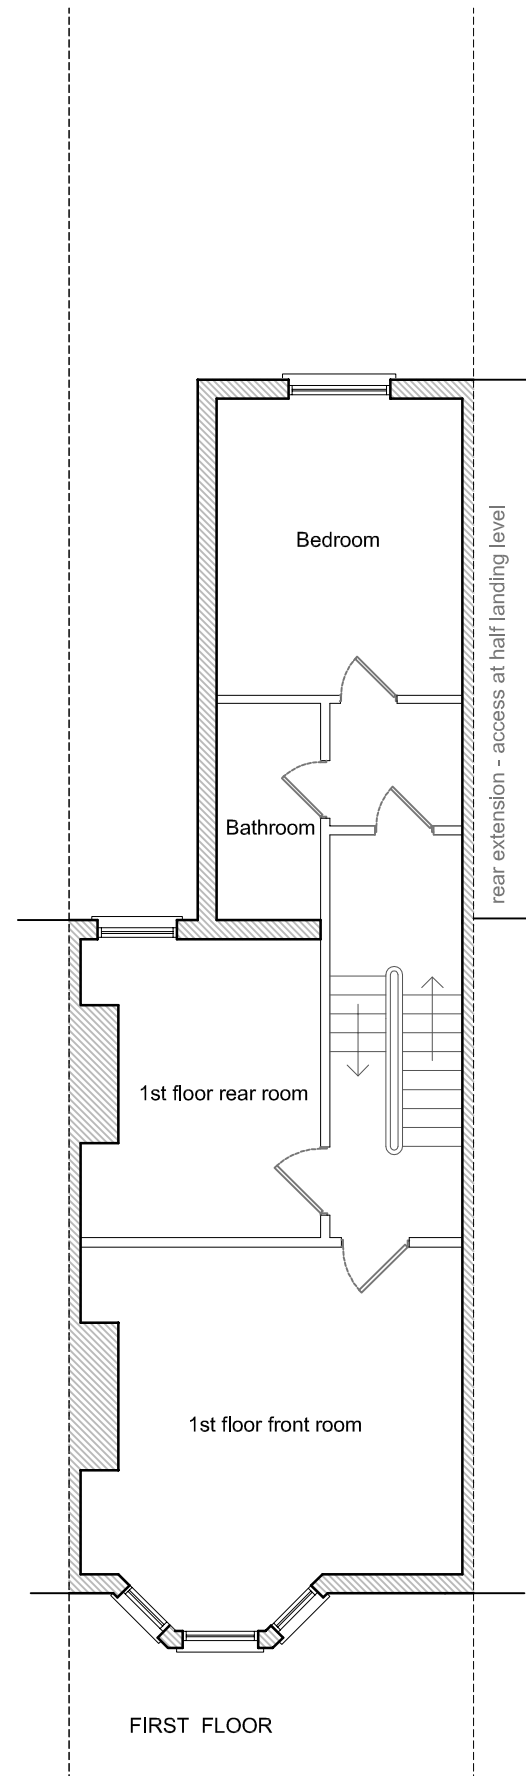 Bedroom
rear extension - access at half landing level
Bathroom
1st floor rear room
1st floor front room
FIRST FLOOR